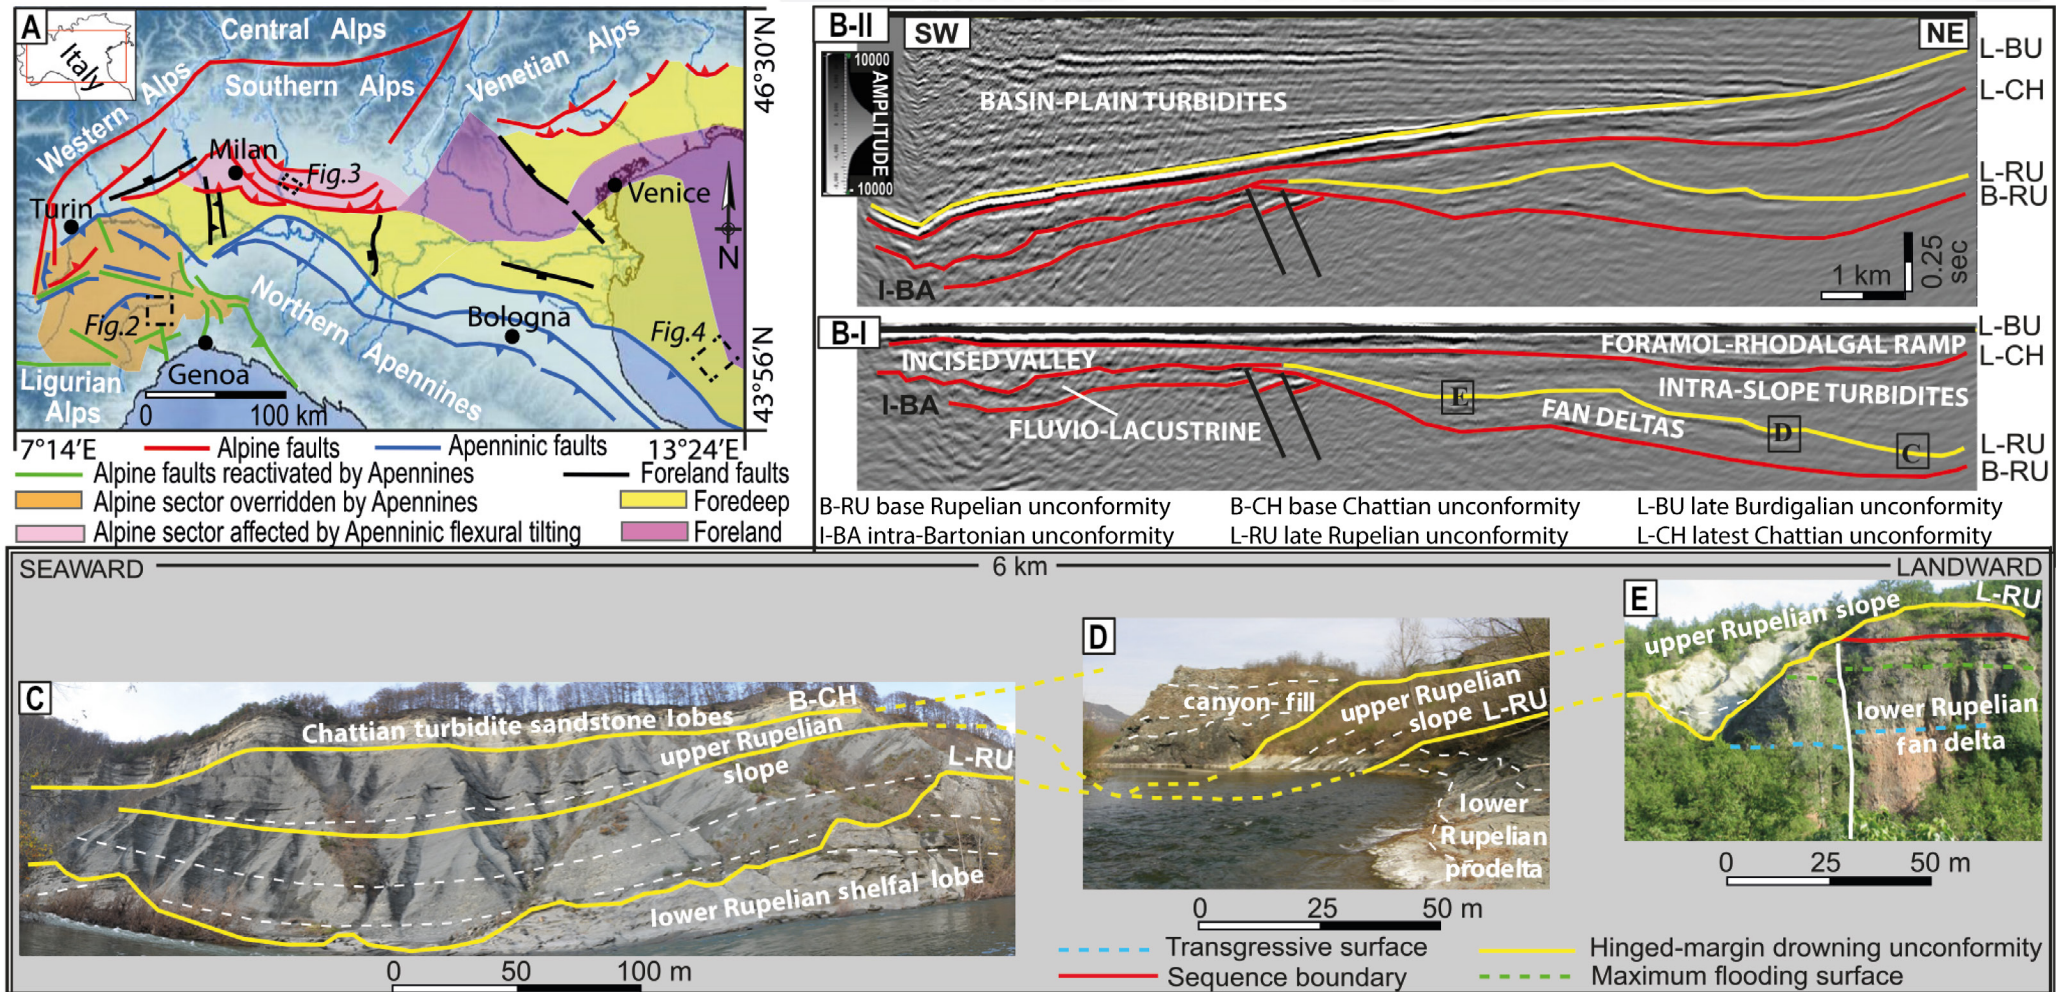 A
Italy
Central Alps
Southern Alps
Venetian Alps
Western Alps
Milan
Fig.3
Turin
Venice
N
Northern Apennines
Bologna
Fig.2
Fig.4
Genoa
Ligurian
Alps
0 100 km
46°30′N
43°56′N
7°14′E
13°24′E
Alpine faults
Apenninic faults
Alpine faults reactivated by Apennines
Foreland faults
Alpine sector overridden by Apennines
Foredeep
Alpine sector affected by Apenninic flexural tilting
Foreland
B-II
SW
NE
10000
AMPLITUDE
-10000
BASIN-PLAIN TURBIDITES
L-BU
L-CH
L-RU
B-RU
I-BA
1 km
0.25
sec
B-I
L-BU
FORAMOL-RHODALGAL RAMP
L-CH
INCISED VALLEY
INTRA-SLOPE TURBIDITES
I-BA
E
FAN DELTAS
D
C
FLUVIO-LACUSTRINE
L-RU
B-RU
B-RU base Rupelian unconformity
B-CH base Chattian unconformity
L-BU late Burdigalian unconformity
I-BA intra-Bartonian unconformity
L-RU late Rupelian unconformity
L-CH latest Chattian unconformity
SEAWARD
6 km
LANDWARD
C
Chattian turbidite sandstone lobes
B-CH
upper Rupelian
slope
L-RU
lower Rupelian shelfal lobe
0 50 100 m
D
canyon-fill
upper Rupelian
slope L-RU
lower
Rupelian
prodelta
0 25 50 m
E
upper Rupelian slope
L-RU
lower Rupelian
fan delta
0 25 50 m
Transgressive surface
Hinged-margin drowning unconformity
Sequence boundary
Maximum flooding surface